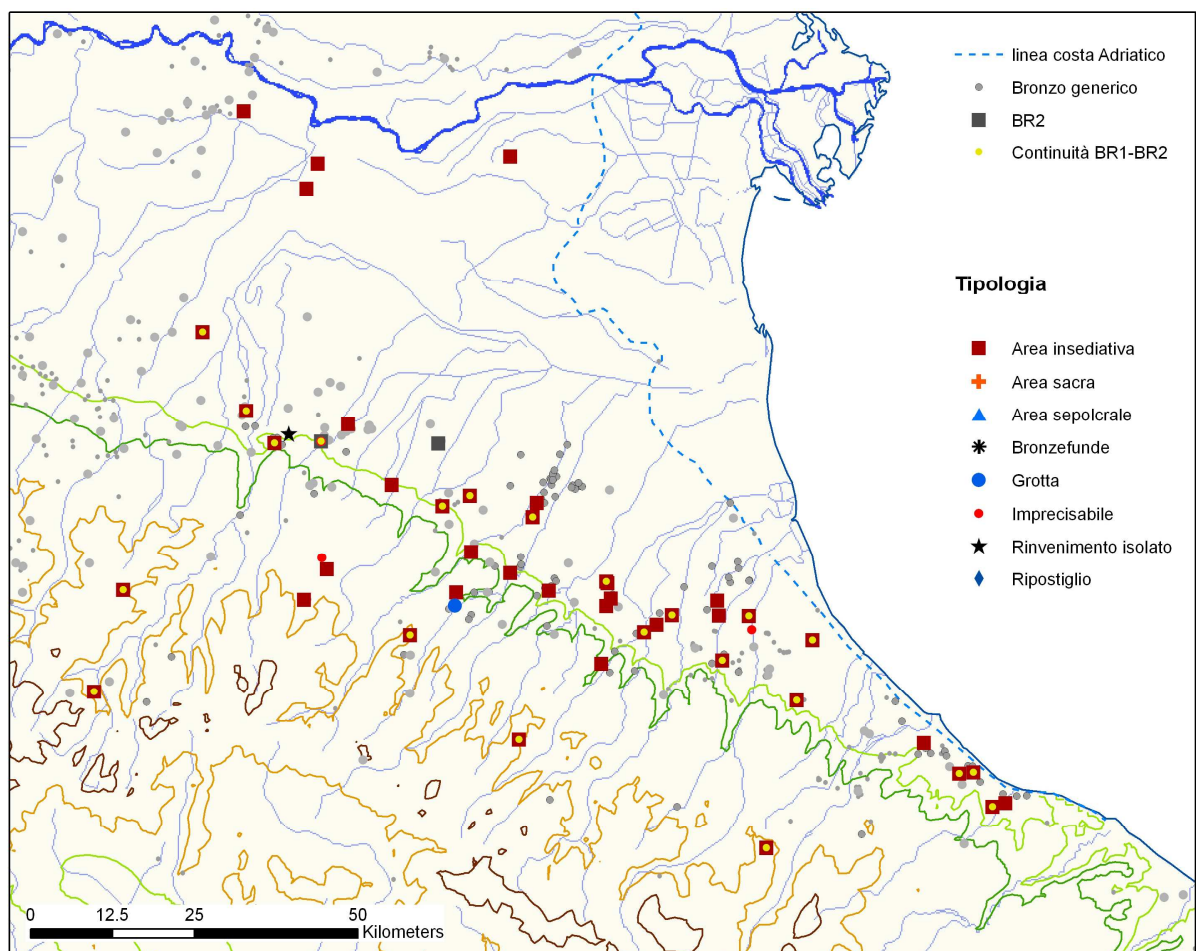 linea costa Adriatico
Bronzo generico
BR2
Continuità BR1-BR2
Tipologia
Area insediativa
Area sacra
Area sepolcrale
Bronzefunde
Grotta
Imprecisabile
Rinvenimento isolato
Ripostiglio
0 12.5 25 50
Kilometers